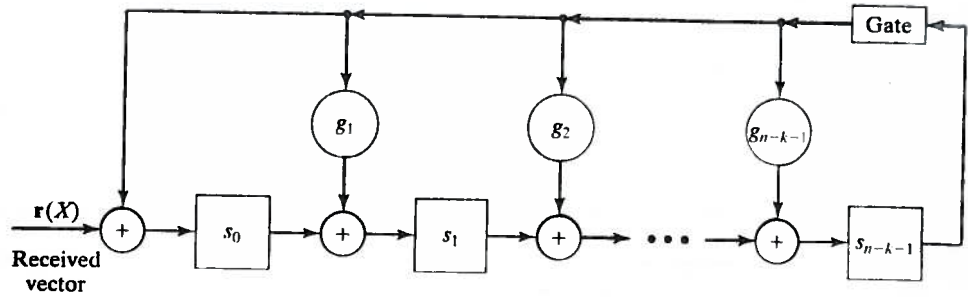 Gate
g₁
g₂
gₙ₋ₖ₋₁
r(X)
+
s₀
+
s₁
+
•••
+
sₙ₋ₖ₋₁
Received
vector